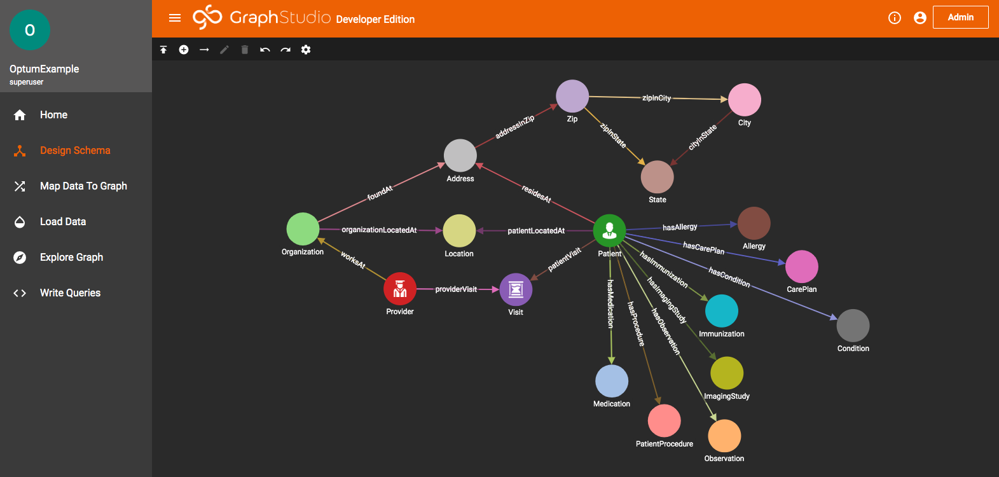 O
OptumExample
superuser
Home
Design Schema
Map Data To Graph
Load Data
Explore Graph
Write Queries
GraphStudio Developer Edition
Admin
Zip
zipInCity
City
addressInZip
zipInState
cityInState
Address
State
foundAt
residesAt
Organization
organizationLocatedAt
Location
patientLocatedAt
Patient
hasAllergy
Allergy
hasCarePlan
CarePlan
worksAt
patientVisit
hasImmunization
hasCondition
Provider
providerVisit
Visit
hasMedication
hasProcedure
hasObservation
hasImagingStudy
Immunization
Condition
Medication
ImagingStudy
PatientProcedure
Observation